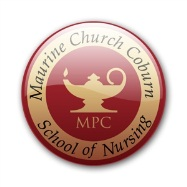 Maurine Church Coburn
MPC
School of Nursing